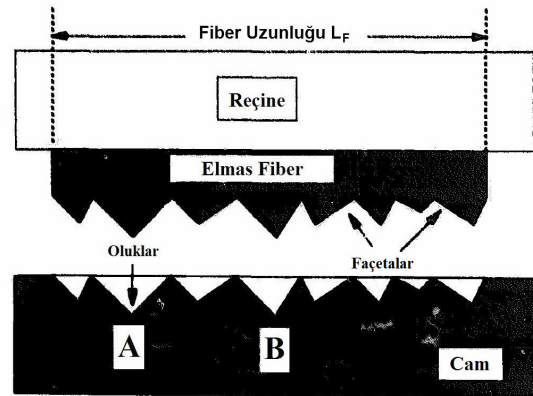 Fiber Uzunluğu L_F
Reçine
Elmas Fiber
Oluklar
Façetalar
A
B
Cam